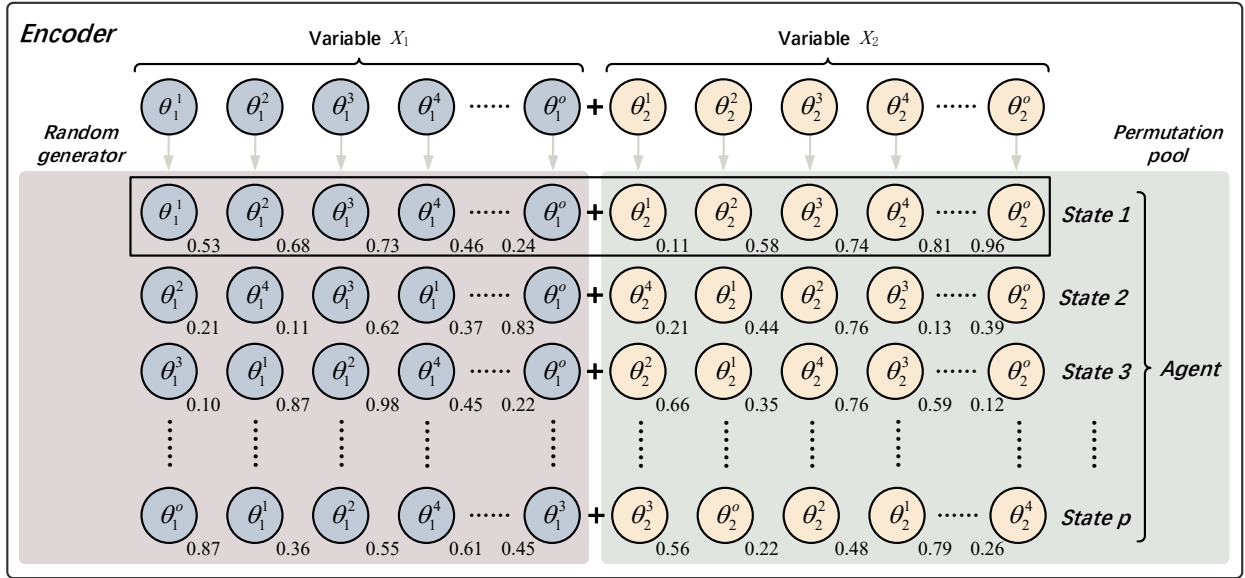 Encoder
Variable X₁ Variable X₂
θ₁¹ θ₁² θ₁³ θ₁⁴ ······ θ₁ᵒ + θ₂¹ θ₂² θ₂³ θ₂⁴ ······ θ₂ᵒ
Random generator
Permutation pool
θ₁¹ θ₁² θ₁³ θ₁⁴ ······ θ₁ᵒ + θ₂¹ θ₂² θ₂³ θ₂⁴ ······ θ₂ᵒ State 1
0.53 0.68 0.73 0.46 0.24 0.11 0.58 0.74 0.81 0.96
θ₁² θ₁⁴ θ₁³ θ₁¹ ······ θ₁ᵒ + θ₂⁴ θ₂¹ θ₂² θ₂³ ······ θ₂ᵒ State 2
0.21 0.11 0.62 0.37 0.83 0.21 0.44 0.76 0.13 0.39
θ₁³ θ₁¹ θ₁² θ₁⁴ ······ θ₁ᵒ + θ₂² θ₂¹ θ₂⁴ θ₂³ ······ θ₂ᵒ State 3 Agent
0.10 0.87 0.98 0.45 0.22 0.66 0.35 0.76 0.59 0.12
θ₁ᵒ θ₁¹ θ₁² θ₁⁴ ······ θ₁³ + θ₂³ θ₂ᵒ θ₂² θ₂¹ ······ θ₂⁴ State p
0.87 0.36 0.55 0.61 0.45 0.56 0.22 0.48 0.79 0.26